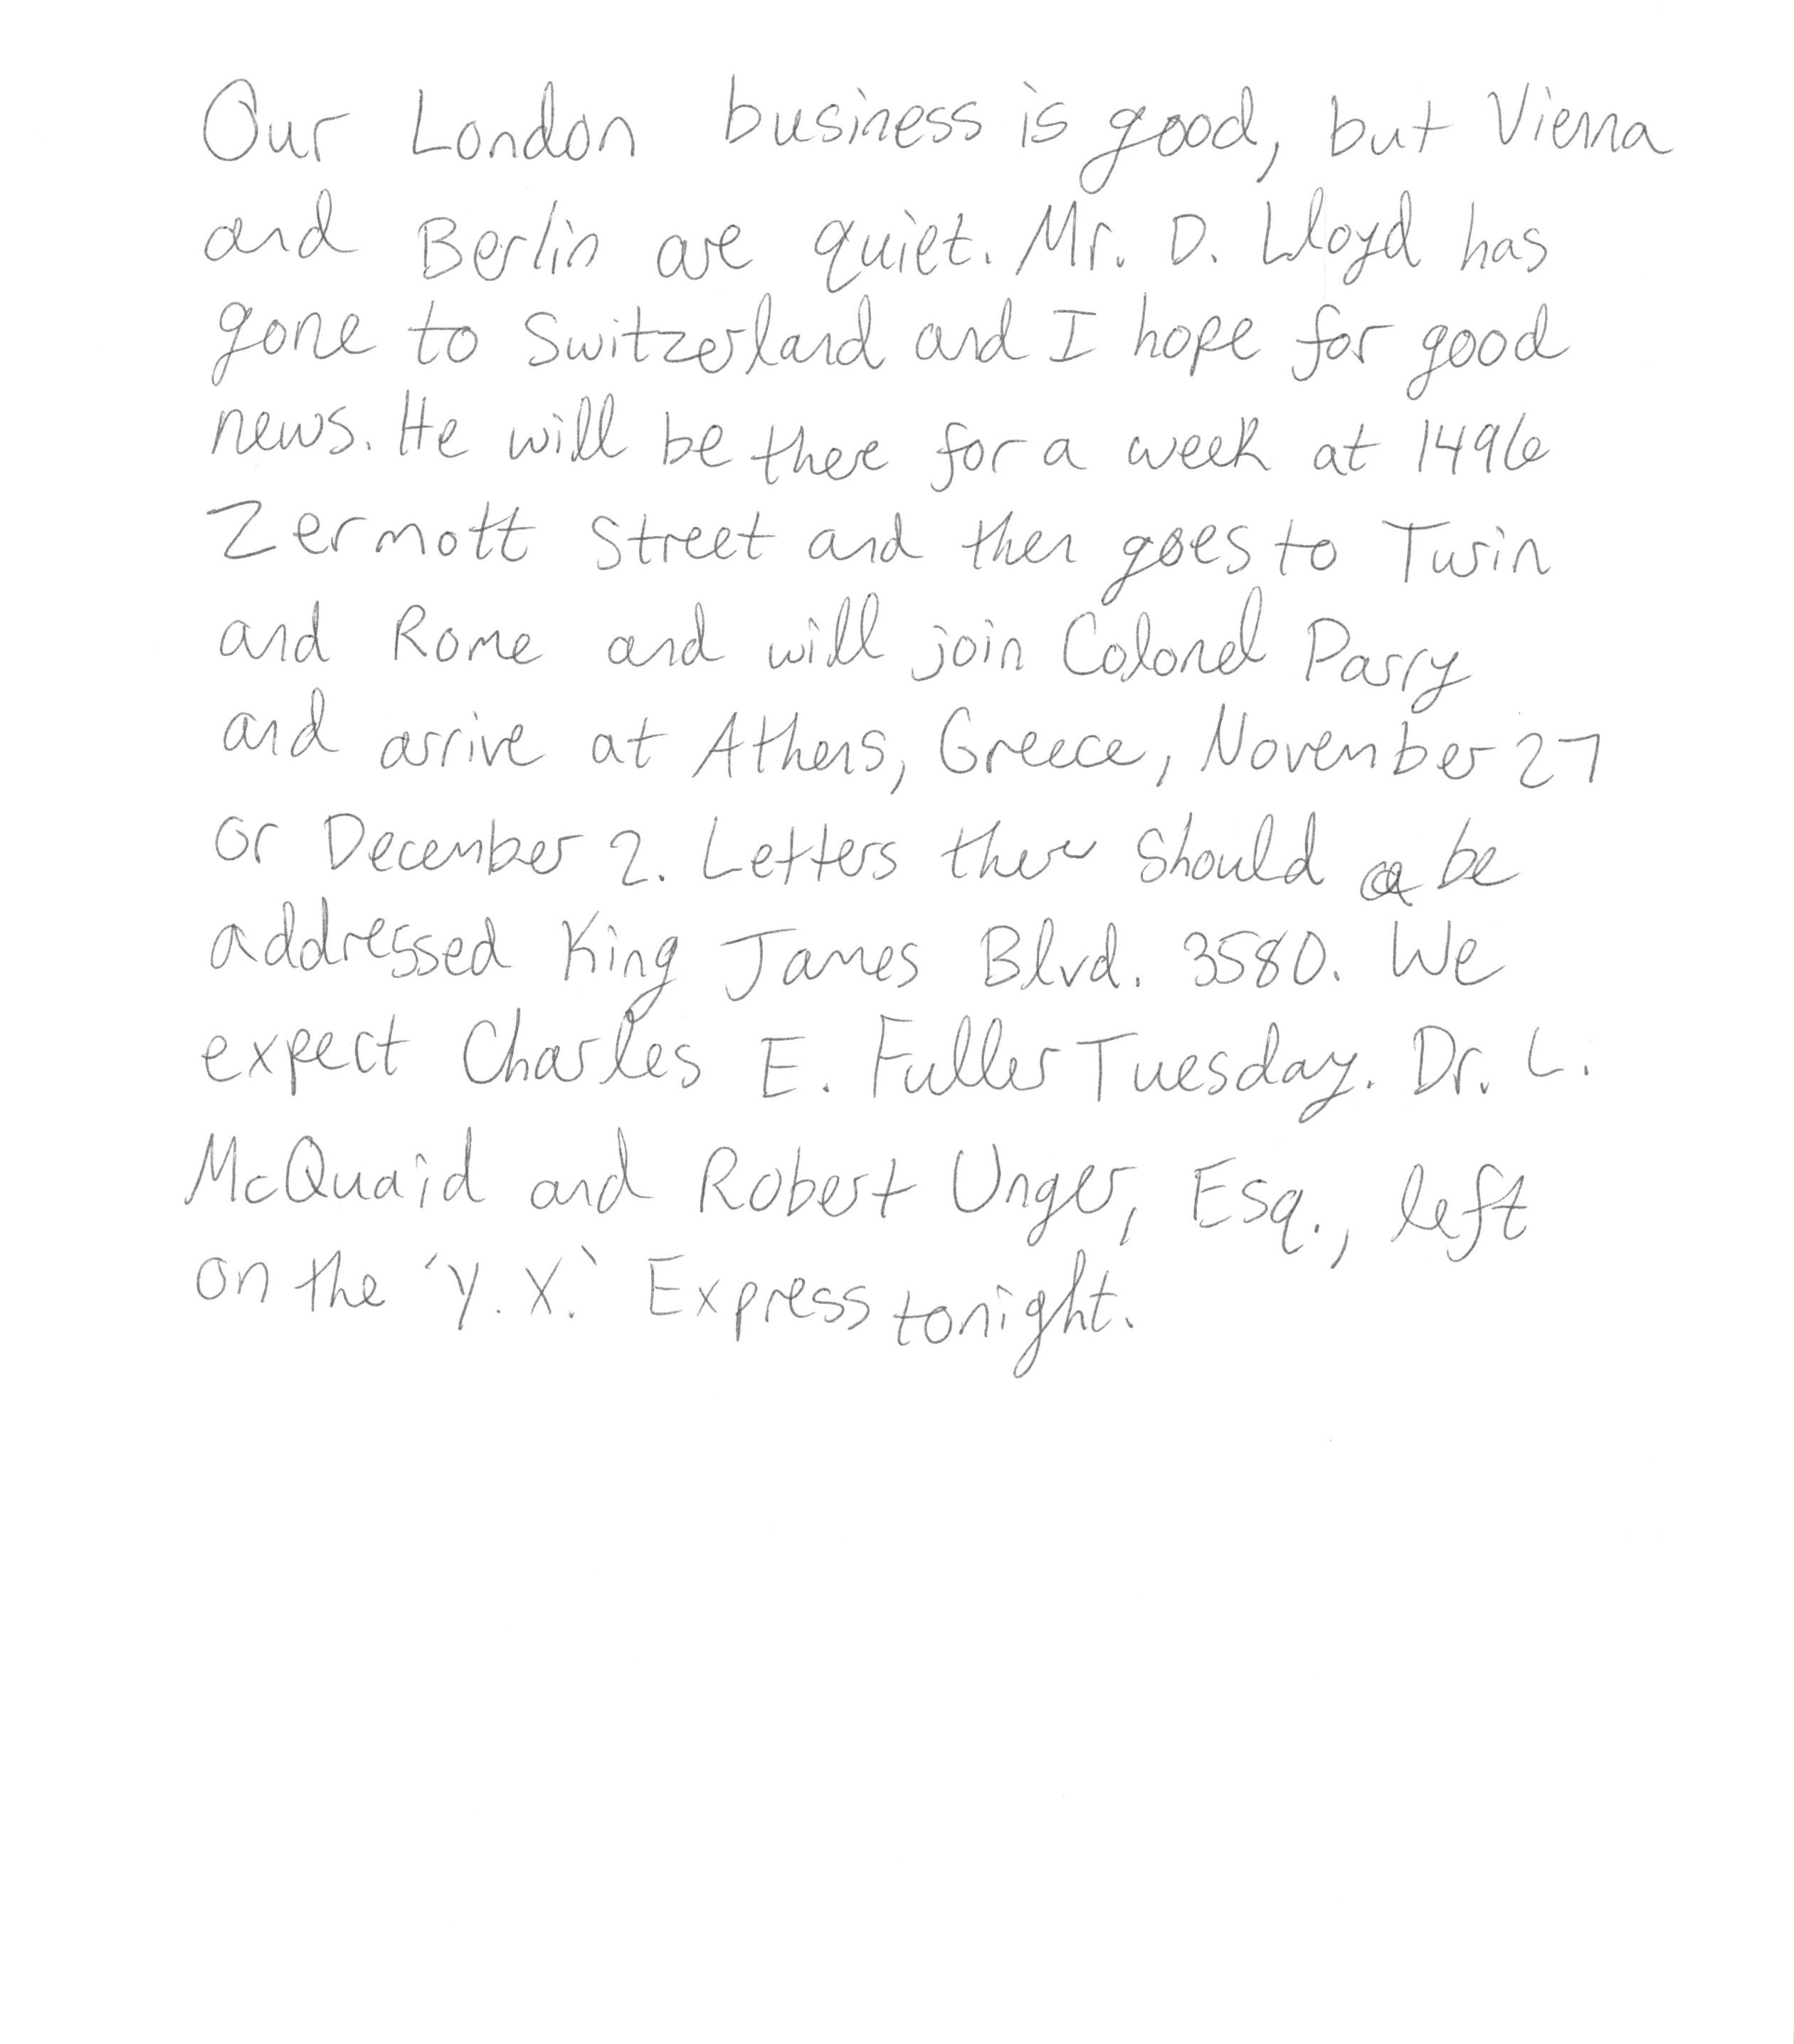 Our London business is good, but Vienna
and Berlin are quiet. Mr. D. Lloyd has
gone to Switzerland and I hope for good
news. He will be there for a week at 1496
Zermott Street and then goes to Turin
and Rome and will join Colonel Parry
and arrive at Athens, Greece, November 27
or December 2. Letters there should be
addressed King James Blvd. 3580. We
expect Charles E. Fuller Tuesday. Dr. L.
McQuaid and Robert Unger, Esq., left
on the 'Y.X.' Express tonight.